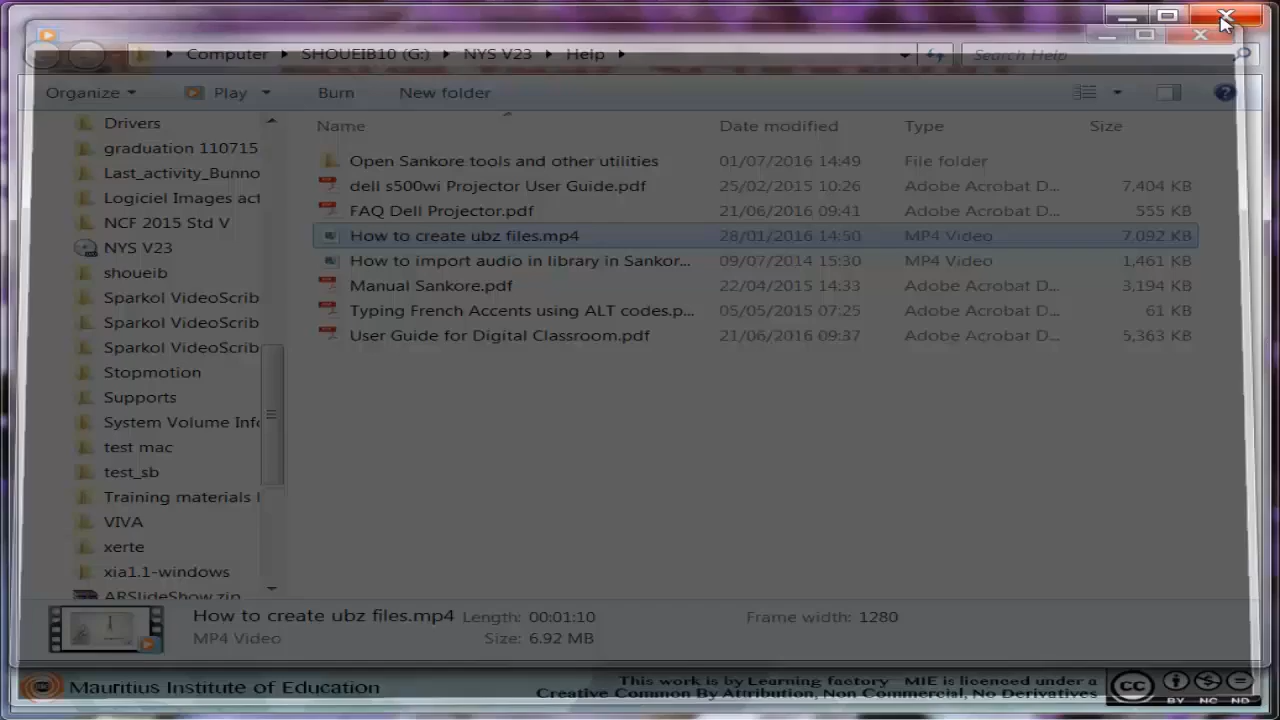 Computer SHOUEIB10 (G:) NYS V23 Help Search Help
Organize Play Burn New folder
Name Date modified Type Size
Drivers
graduation 110715
Last_activity_Bunno
Logiciel Images act
NCF 2015 Std V
NYS V23
shoueib
Sparkol VideoScrib
Sparkol VideoScrib
Sparkol VideoScrib
Stopmotion
Supports
System Volume Info
test mac
test_sb
Training materials
VIVA
xerte
xia1.1-windows
ARSlideShow.zip
Open Sankore tools and other utilities 01/07/2016 14:49 File folder
dell s500wi Projector User Guide.pdf 25/02/2015 10:26 Adobe Acrobat D... 7,404 KB
FAQ Dell Projector.pdf 21/06/2016 09:41 Adobe Acrobat D... 555 KB
How to create ubz files.mp4 28/01/2016 14:50 MP4 Video 7,092 KB
How to import audio in library in Sankor... 09/07/2014 15:30 MP4 Video 1,461 KB
Manual Sankore.pdf 22/04/2015 14:33 Adobe Acrobat D... 3,194 KB
Typing French Accents using ALT codes.p... 05/05/2015 07:25 Adobe Acrobat D... 61 KB
User Guide for Digital Classroom.pdf 21/06/2016 09:37 Adobe Acrobat D... 5,363 KB
How to create ubz files.mp4 Length: 00:01:10 Frame width: 1280
MP4 Video Size: 6.92 MB
Mauritius Institute of Education
This work is by Learning factory MIE is licenced under a
Creative Common By Attribution, Non Commercial, No Derivatives
cc
BY NC ND